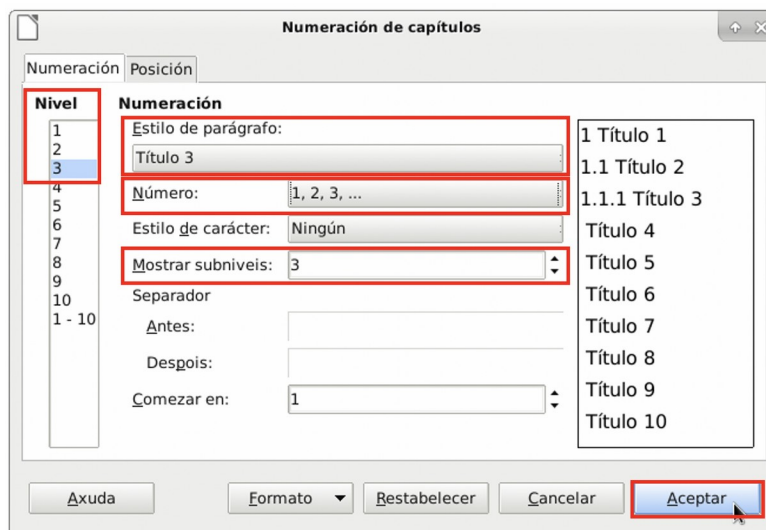 Numeración de capítulos
Numeración Posición
Nivel
1
2
3
4
5
6
7
8
9
10
1 - 10
Numeración
Estilo de parágrafo:
Título 3
Número: 1, 2, 3, ...
Estilo de carácter: Ningún
Mostrar subniveis: 3
Separador
Antes:
Despois:
Comezar en: 1
1 Título 1
1.1 Título 2
1.1.1 Título 3
Título 4
Título 5
Título 6
Título 7
Título 8
Título 9
Título 10
Axuda Formato Restabelecer Cancelar Aceptar